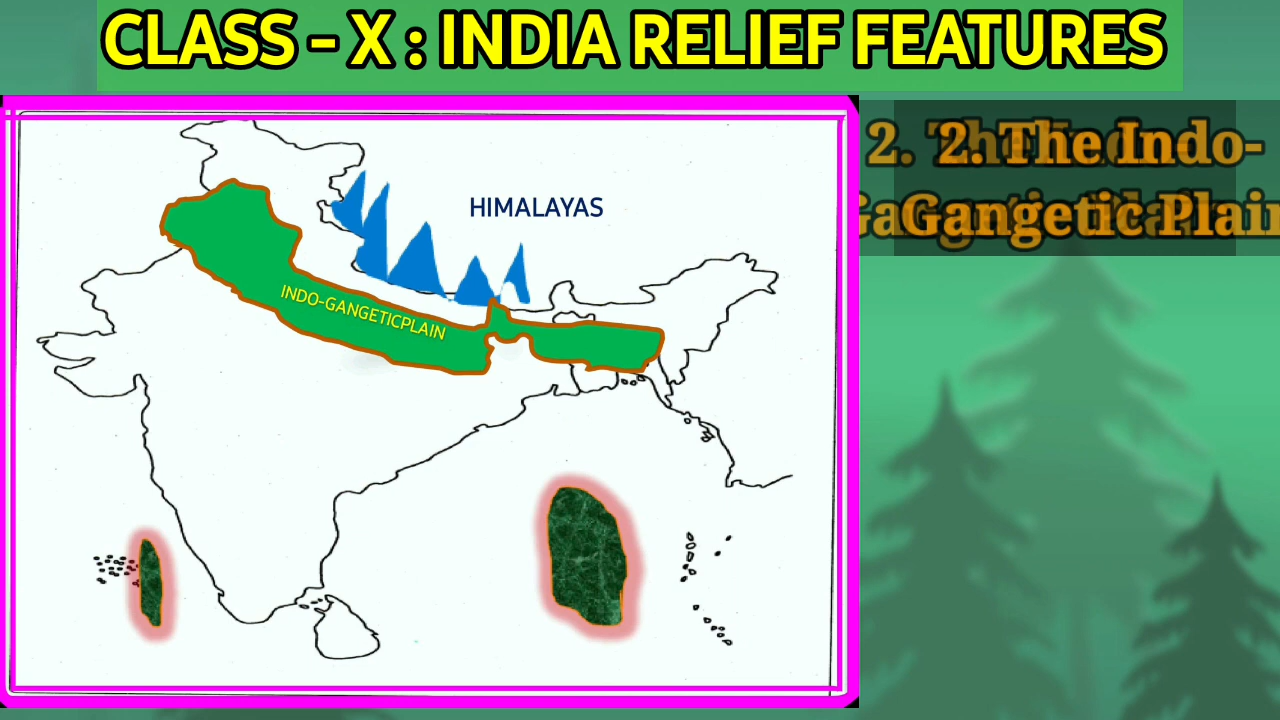 CLASS – X : INDIA RELIEF FEATURES
2. The Indo-
Gangetic Plain
HIMALAYAS
INDO-GANGETICPLAIN